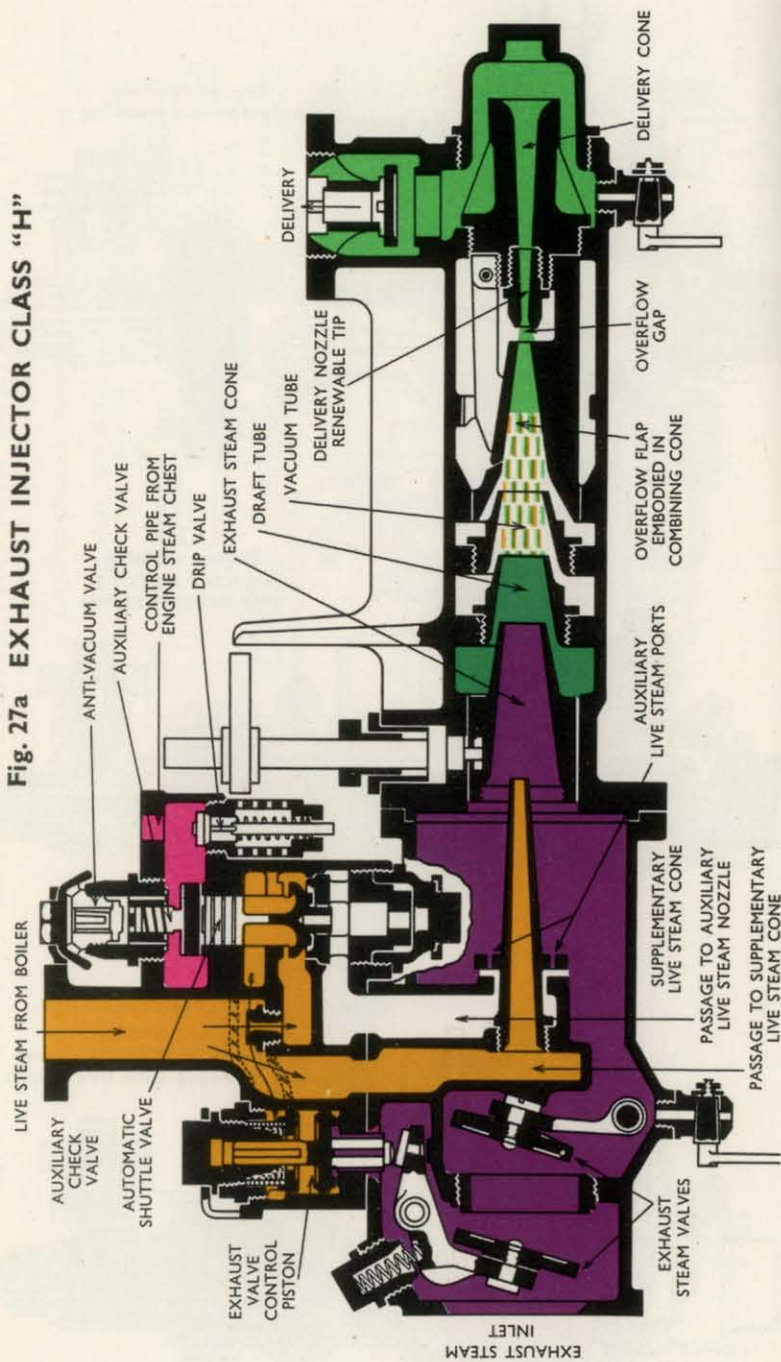 Fig. 27a EXHAUST INJECTOR CLASS “H”
LIVE STEAM FROM BOILER
ANTI-VACUUM VALVE
AUXILIARY CHECK VALVE
CONTROL PIPE FROM
ENGINE STEAM CHEST
DRIP VALVE
EXHAUST STEAM CONE
DRAFT TUBE
VACUUM TUBE
DELIVERY NOZZLE
RENEWABLE TIP
DELIVERY
AUXILIARY
CHECK
VALVE
AUTOMATIC
SHUTTLE VALVE
EXHAUST
VALVE
CONTROL
PISTON
EXHAUST STEAM
INLET
EXHAUST
STEAM VALVES
PASSAGE TO SUPPLEMENTARY
LIVE STEAM CONE
PASSAGE TO AUXILIARY
LIVE STEAM NOZZLE
SUPPLEMENTARY
LIVE STEAM CONE
AUXILIARY
LIVE STEAM PORTS
OVERFLOW FLAP
EMBODIED IN
COMBINING CONE
OVERFLOW
GAP
DELIVERY CONE